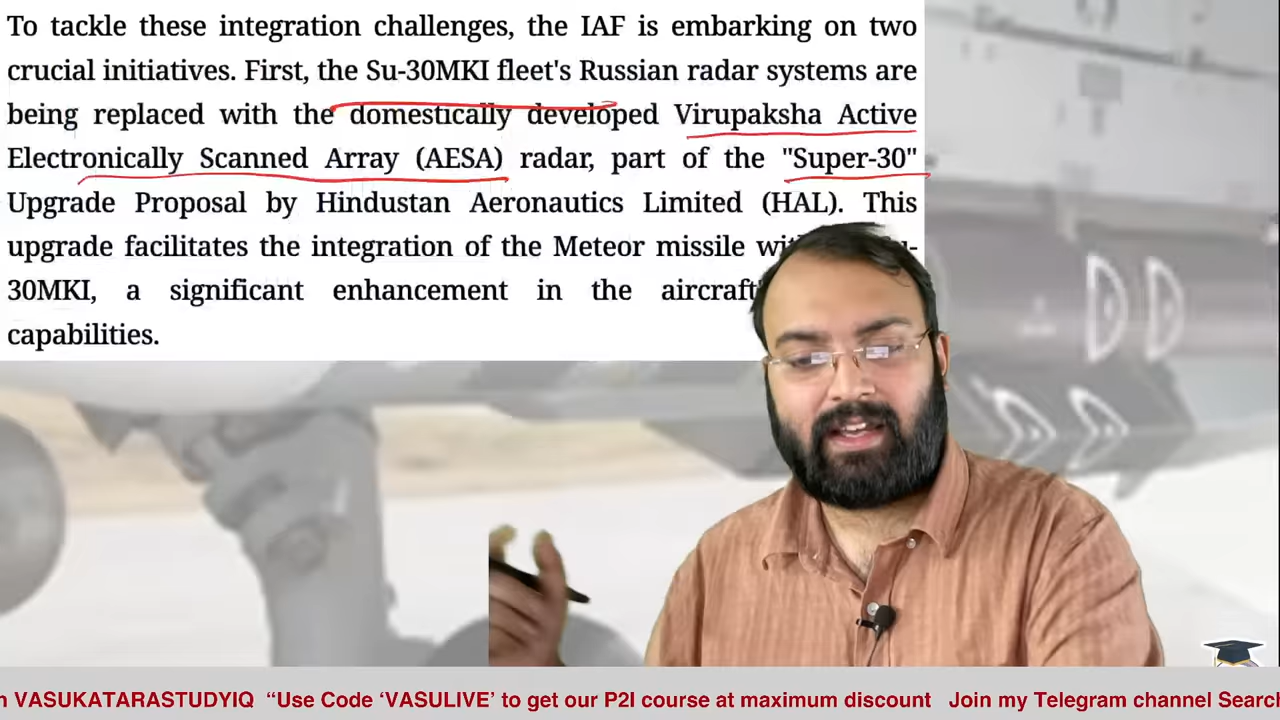 To tackle these integration challenges, the IAF is embarking on two
crucial initiatives. First, the Su-30MKI fleet's Russian radar systems are
being replaced with the domestically developed Virupaksha Active
Electronically Scanned Array (AESA) radar, part of the "Super-30"
Upgrade Proposal by Hindustan Aeronautics Limited (HAL). This
upgrade facilitates the integration of the Meteor missile
30MKI, a significant enhancement in the
capabilities.
VASUKATARASTUDYIQ “Use Code ‘VASULIVE’ to get our P2I course at maximum discount Join my Telegram channel